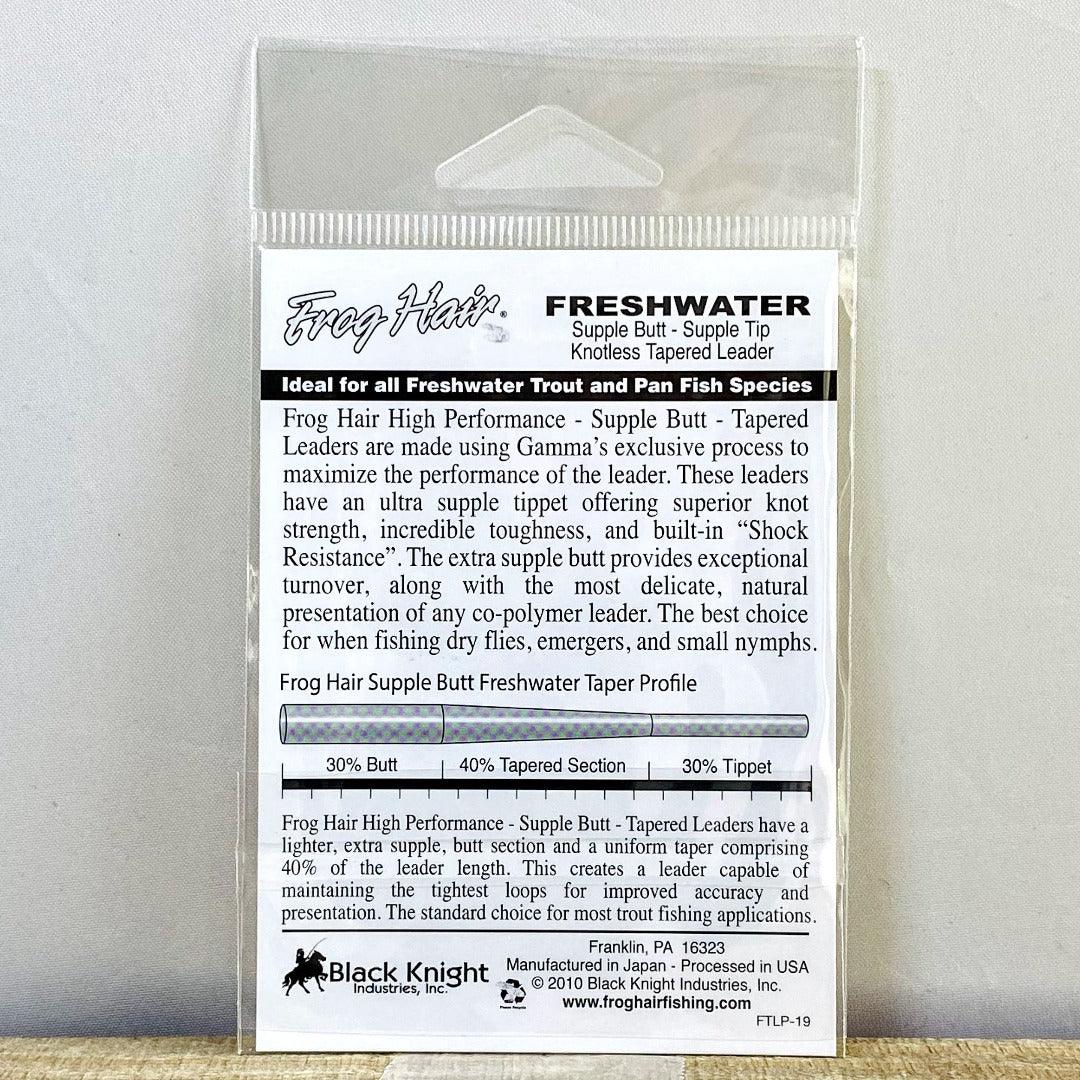 Frog Hair®
FRESHWATER
Supple Butt - Supple Tip
Knotless Tapered Leader
Ideal for all Freshwater Trout and Pan Fish Species
Frog Hair High Performance - Supple Butt - Tapered
Leaders are made using Gamma's exclusive process to
maximize the performance of the leader. These leaders
have an ultra supple tippet offering superior knot
strength, incredible toughness, and built-in “Shock
Resistance”. The extra supple butt provides exceptional
turnover, along with the most delicate, natural
presentation of any co-polymer leader. The best choice
for when fishing dry flies, emergers, and small nymphs.
Frog Hair Supple Butt Freshwater Taper Profile
30% Butt 40% Tapered Section 30% Tippet
Frog Hair High Performance - Supple Butt - Tapered Leaders have a
lighter, extra supple, butt section and a uniform taper comprising
40% of the leader length. This creates a leader capable of
maintaining the tightest loops for improved accuracy and
presentation. The standard choice for most trout fishing applications.
Black Knight
Industries, Inc.
Please Recycle
Franklin, PA 16323
Manufactured in Japan - Processed in USA
© 2010 Black Knight Industries, Inc.
www.froghairfishing.com
FTLP-19